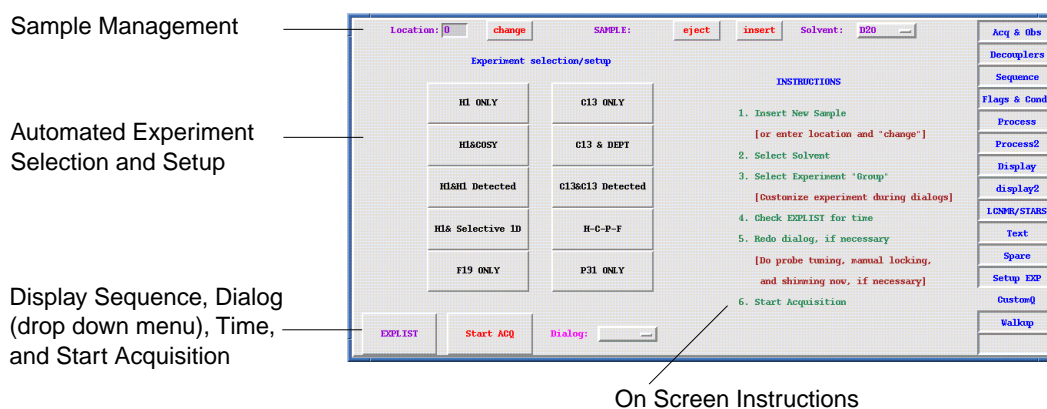 Sample Management
Location: 0 change SAMPLE: eject insert Solvent: D2O
Experiment selection/setup
H1 ONLY C13 ONLY
H1&COSY C13 & DEPT
H1&H1 Detected C13&C13 Detected
H1& Selective 1D H-C-P-F
F19 ONLY P31 ONLY
Automated Experiment
Selection and Setup
Display Sequence, Dialog
(drop down menu), Time,
and Start Acquisition
EXPLIST Start ACQ Dialog:
INSTRUCTIONS
1. Insert New Sample
[or enter location and "change"]
2. Select Solvent
3. Select Experiment "Group"
[Customize experiment during dialogs]
4. Check EXPLIST for time
5. Redo dialog, if necessary
[Do probe tuning, manual locking,
and shimming now, if necessary]
6. Start Acquisition
Acq & Obs
Decouplers
Sequence
Flags & Cond
Process
Process2
Display
display2
LCNMR/STARS
Text
Spare
Setup EXP
CustomQ
Walkup
On Screen Instructions